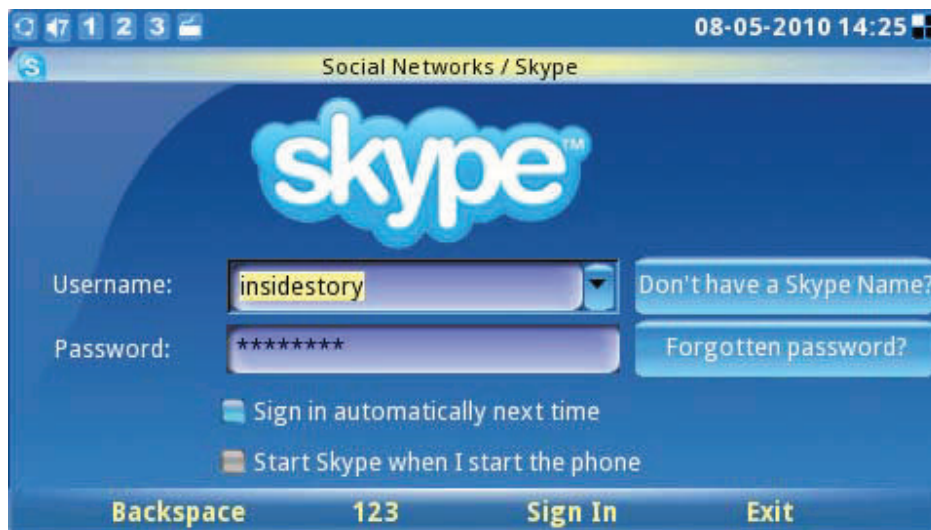 1 2 3 08-05-2010 14:25
S Social Networks / Skype
skype™
Username: insidestory Don't have a Skype Name?
Password: ******** Forgotten password?
Sign in automatically next time
Start Skype when I start the phone
Backspace 123 Sign In Exit